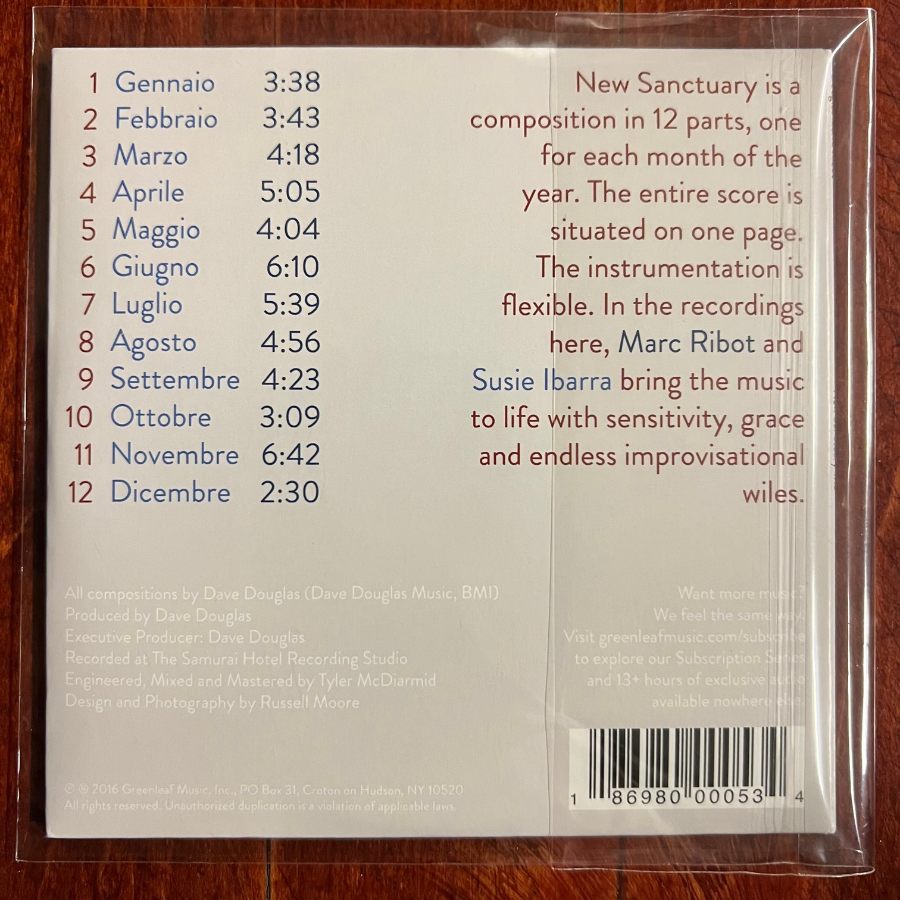 1 Gennaio 3:38
2 Febbraio 3:43
3 Marzo 4:18
4 Aprile 5:05
5 Maggio 4:04
6 Giugno 6:10
7 Luglio 5:39
8 Agosto 4:56
9 Settembre 4:23
10 Ottobre 3:09
11 Novembre 6:42
12 Dicembre 2:30
New Sanctuary is a
composition in 12 parts, one
for each month of the
year. The entire score is
situated on one page.
The instrumentation is
flexible. In the recordings
here, Marc Ribot and
Susie Ibarra bring the music
to life with sensitivity, grace
and endless improvisational
wiles.
All compositions by Dave Douglas (Dave Douglas Music, BMI)
Produced by Dave Douglas
Executive Producer: Dave Douglas
Recorded at The Samurai Hotel Recording Studio
Engineered, Mixed and Mastered by Tyler McDiarmid
Design and Photography by Russell Moore
Want more music?
We feel the same way.
Visit greenleafmusic.com/subscribe
to explore our Subscription Series
and 13+ hours of exclusive audio
available nowhere else.
℗ © 2016 Greenleaf Music, Inc., PO Box 31, Croton on Hudson, NY 10520
All rights reserved. Unauthorized duplication is a violation of applicable laws.
1 86980 00053 4